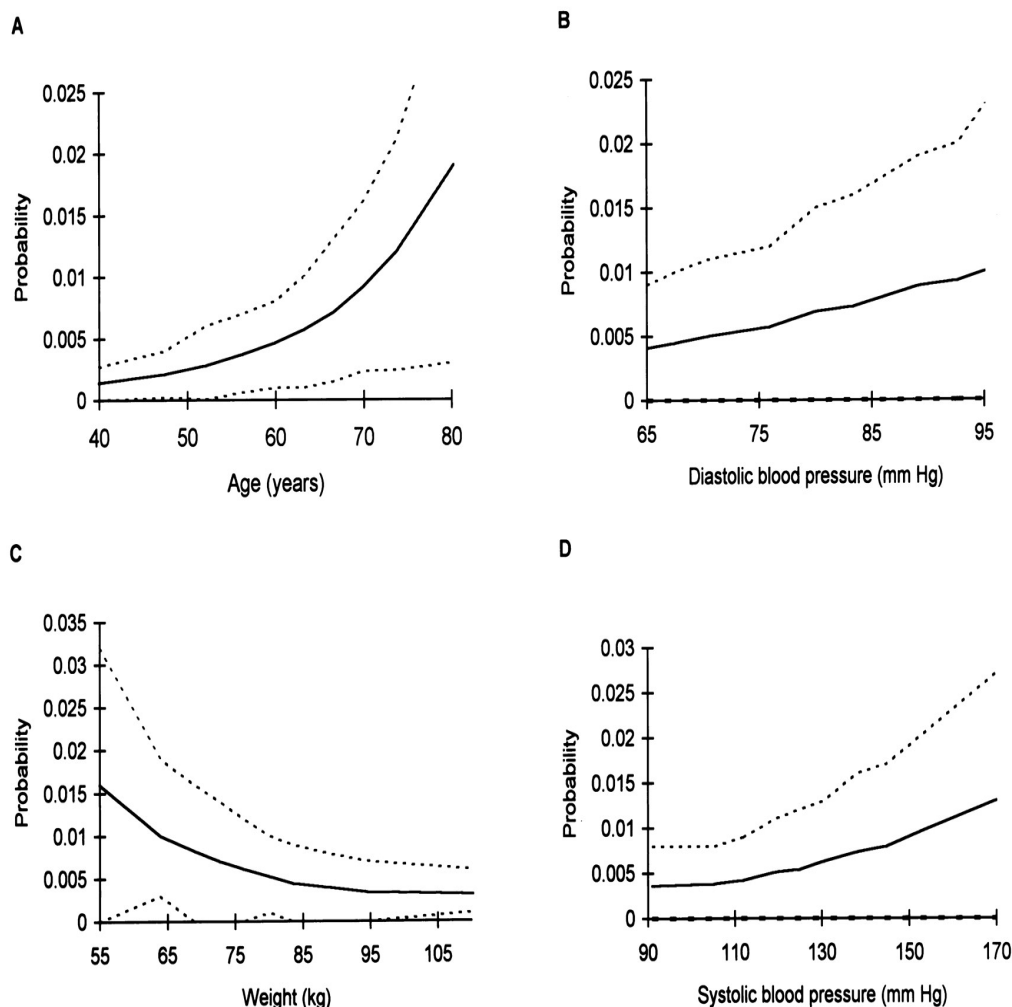 A
0.025
0.02
0.015
0.01
0.005
0
Probability
40 50 60 70 80
Age (years)
B
0.025
0.02
0.015
0.01
0.005
0
Probability
65 75 85 95
Diastolic blood pressure (mm Hg)
C
0.035
0.03
0.025
0.02
0.015
0.01
0.005
0
Probability
55 65 75 85 95 105
Weight (kg)
D
0.03
0.025
0.02
0.015
0.01
0.005
0
Probability
90 110 130 150 170
Systolic blood pressure (mm Hg)